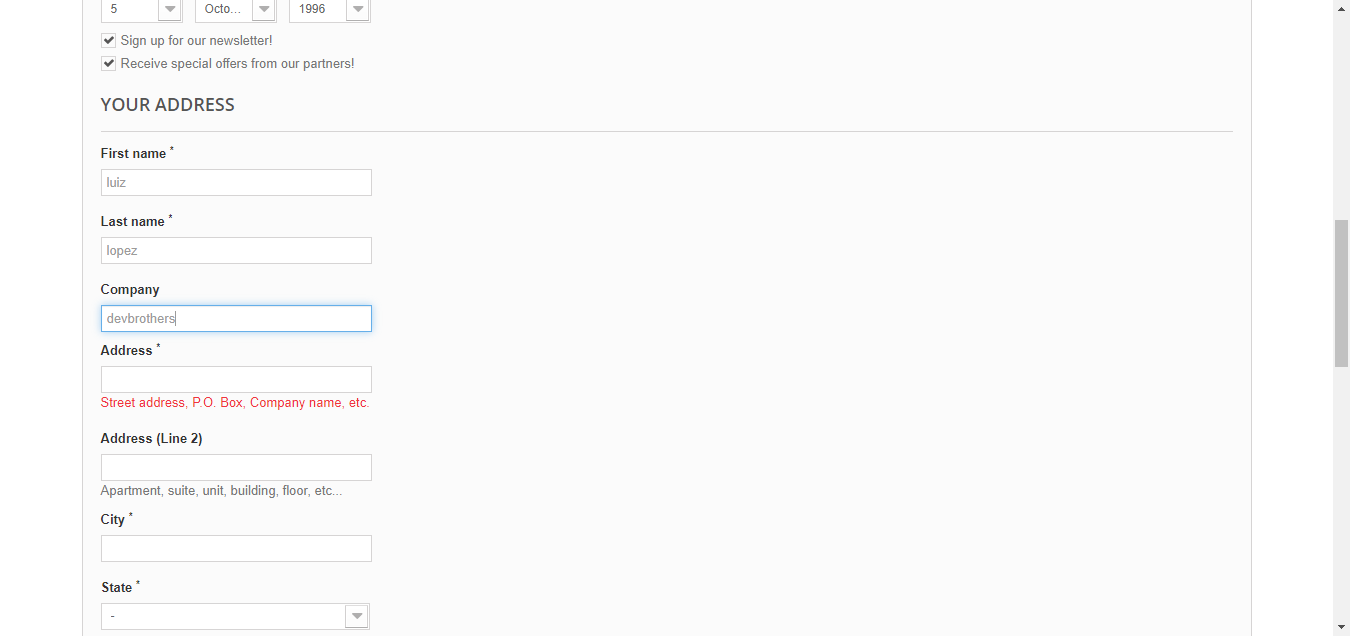 5 Octo... 1996
Sign up for our newsletter!
Receive special offers from our partners!
YOUR ADDRESS
First name *
luiz
Last name *
lopez
Company
devbrothers
Address *
Street address, P.O. Box, Company name, etc.
Address (Line 2)
Apartment, suite, unit, building, floor, etc...
City *
State *
-